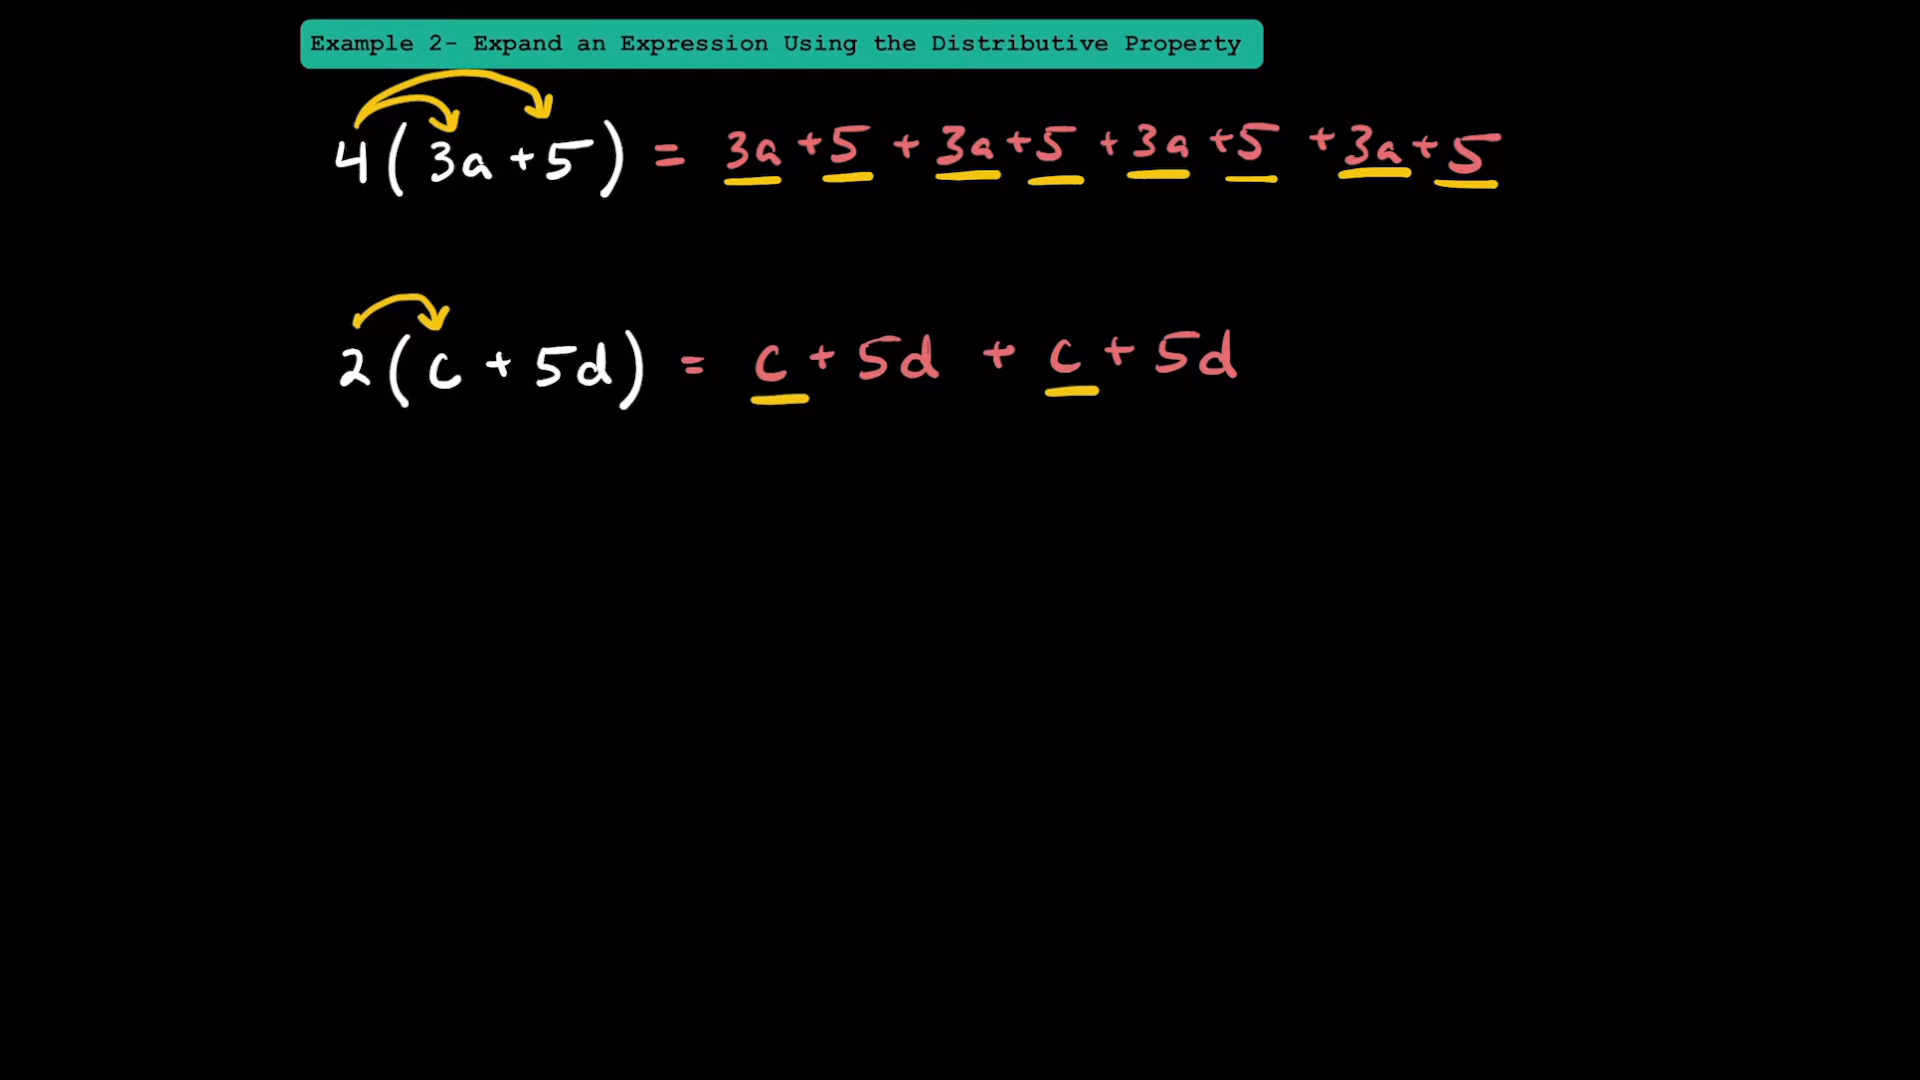 Example 2- Expand an Expression Using the Distributive Property
4(3a+5) = 3a+5 + 3a+5 + 3a+5 + 3a+5
2(c + 5d) = c + 5d + c + 5d